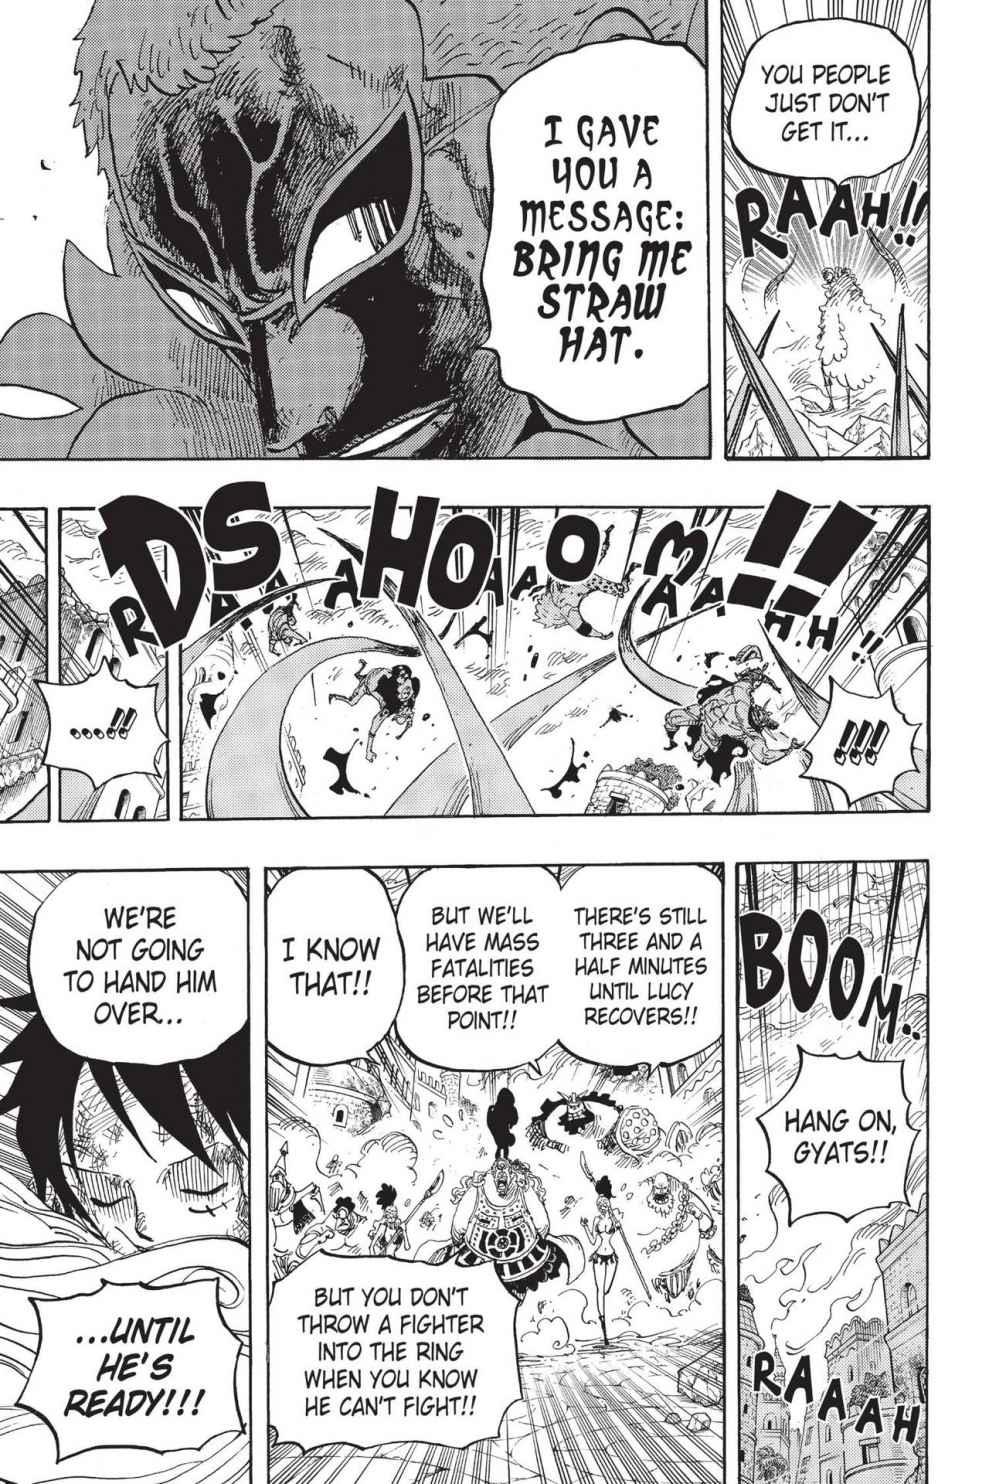 YOU PEOPLE
JUST DON'T
GET IT...
RAAH!!
I GAVE
YOU A
MESSAGE:
BRING ME
STRAW
HAT.
DSHOOM!!
RAAAAAAAHH!!
!!!
...!!
BOOM..
HANG ON,
GYATS!!
RAAAAH
THERE'S STILL
THREE AND A
HALF MINUTES
UNTIL LUCY
RECOVERS!!
BUT WE'LL
HAVE MASS
FATALITIES
BEFORE THAT
POINT!!
I KNOW
THAT!!
BUT YOU DON'T
THROW A FIGHTER
INTO THE RING
WHEN YOU KNOW
HE CAN'T FIGHT!!
WE'RE
NOT GOING
TO HAND HIM
OVER...
...UNTIL
HE'S
READY!!!